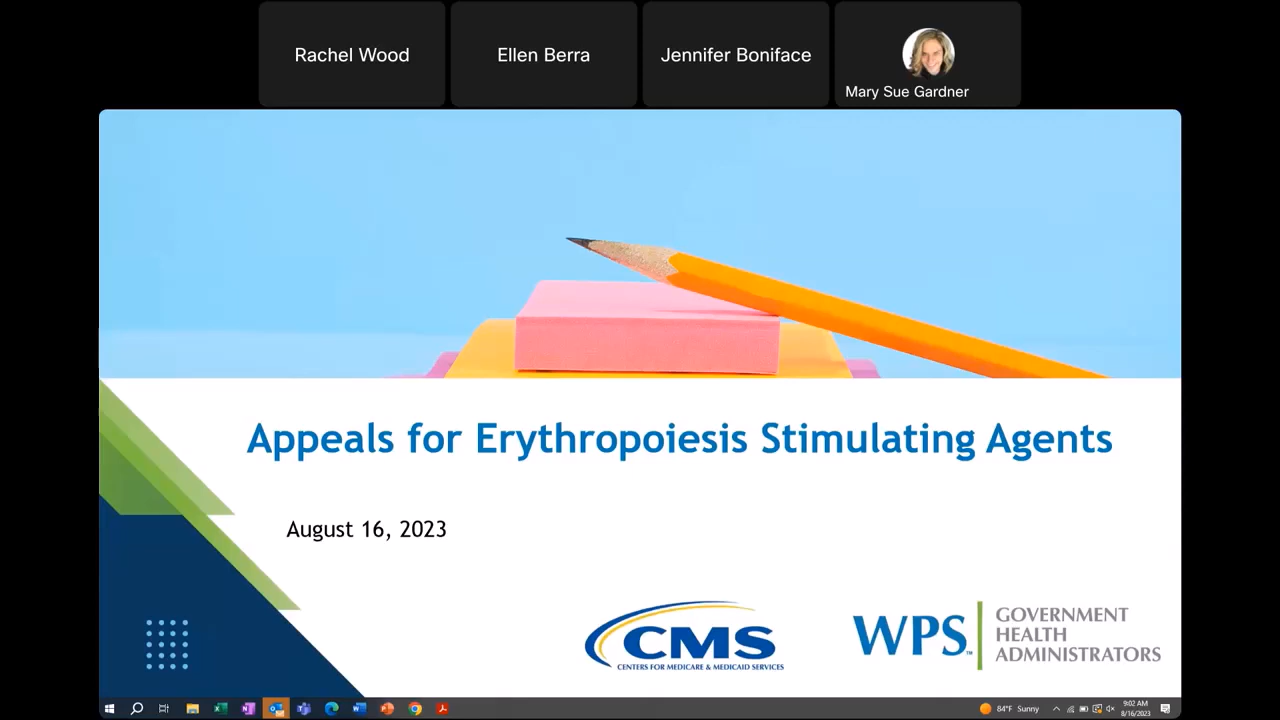 Rachel Wood
Ellen Berra
Jennifer Boniface
Mary Sue Gardner
Appeals for Erythropoiesis Stimulating Agents
August 16, 2023
CMS
CENTERS FOR MEDICARE & MEDICAID SERVICES
WPS™
GOVERNMENT
HEALTH
ADMINISTRATORS
84°F Sunny
9:02 AM
8/16/2023